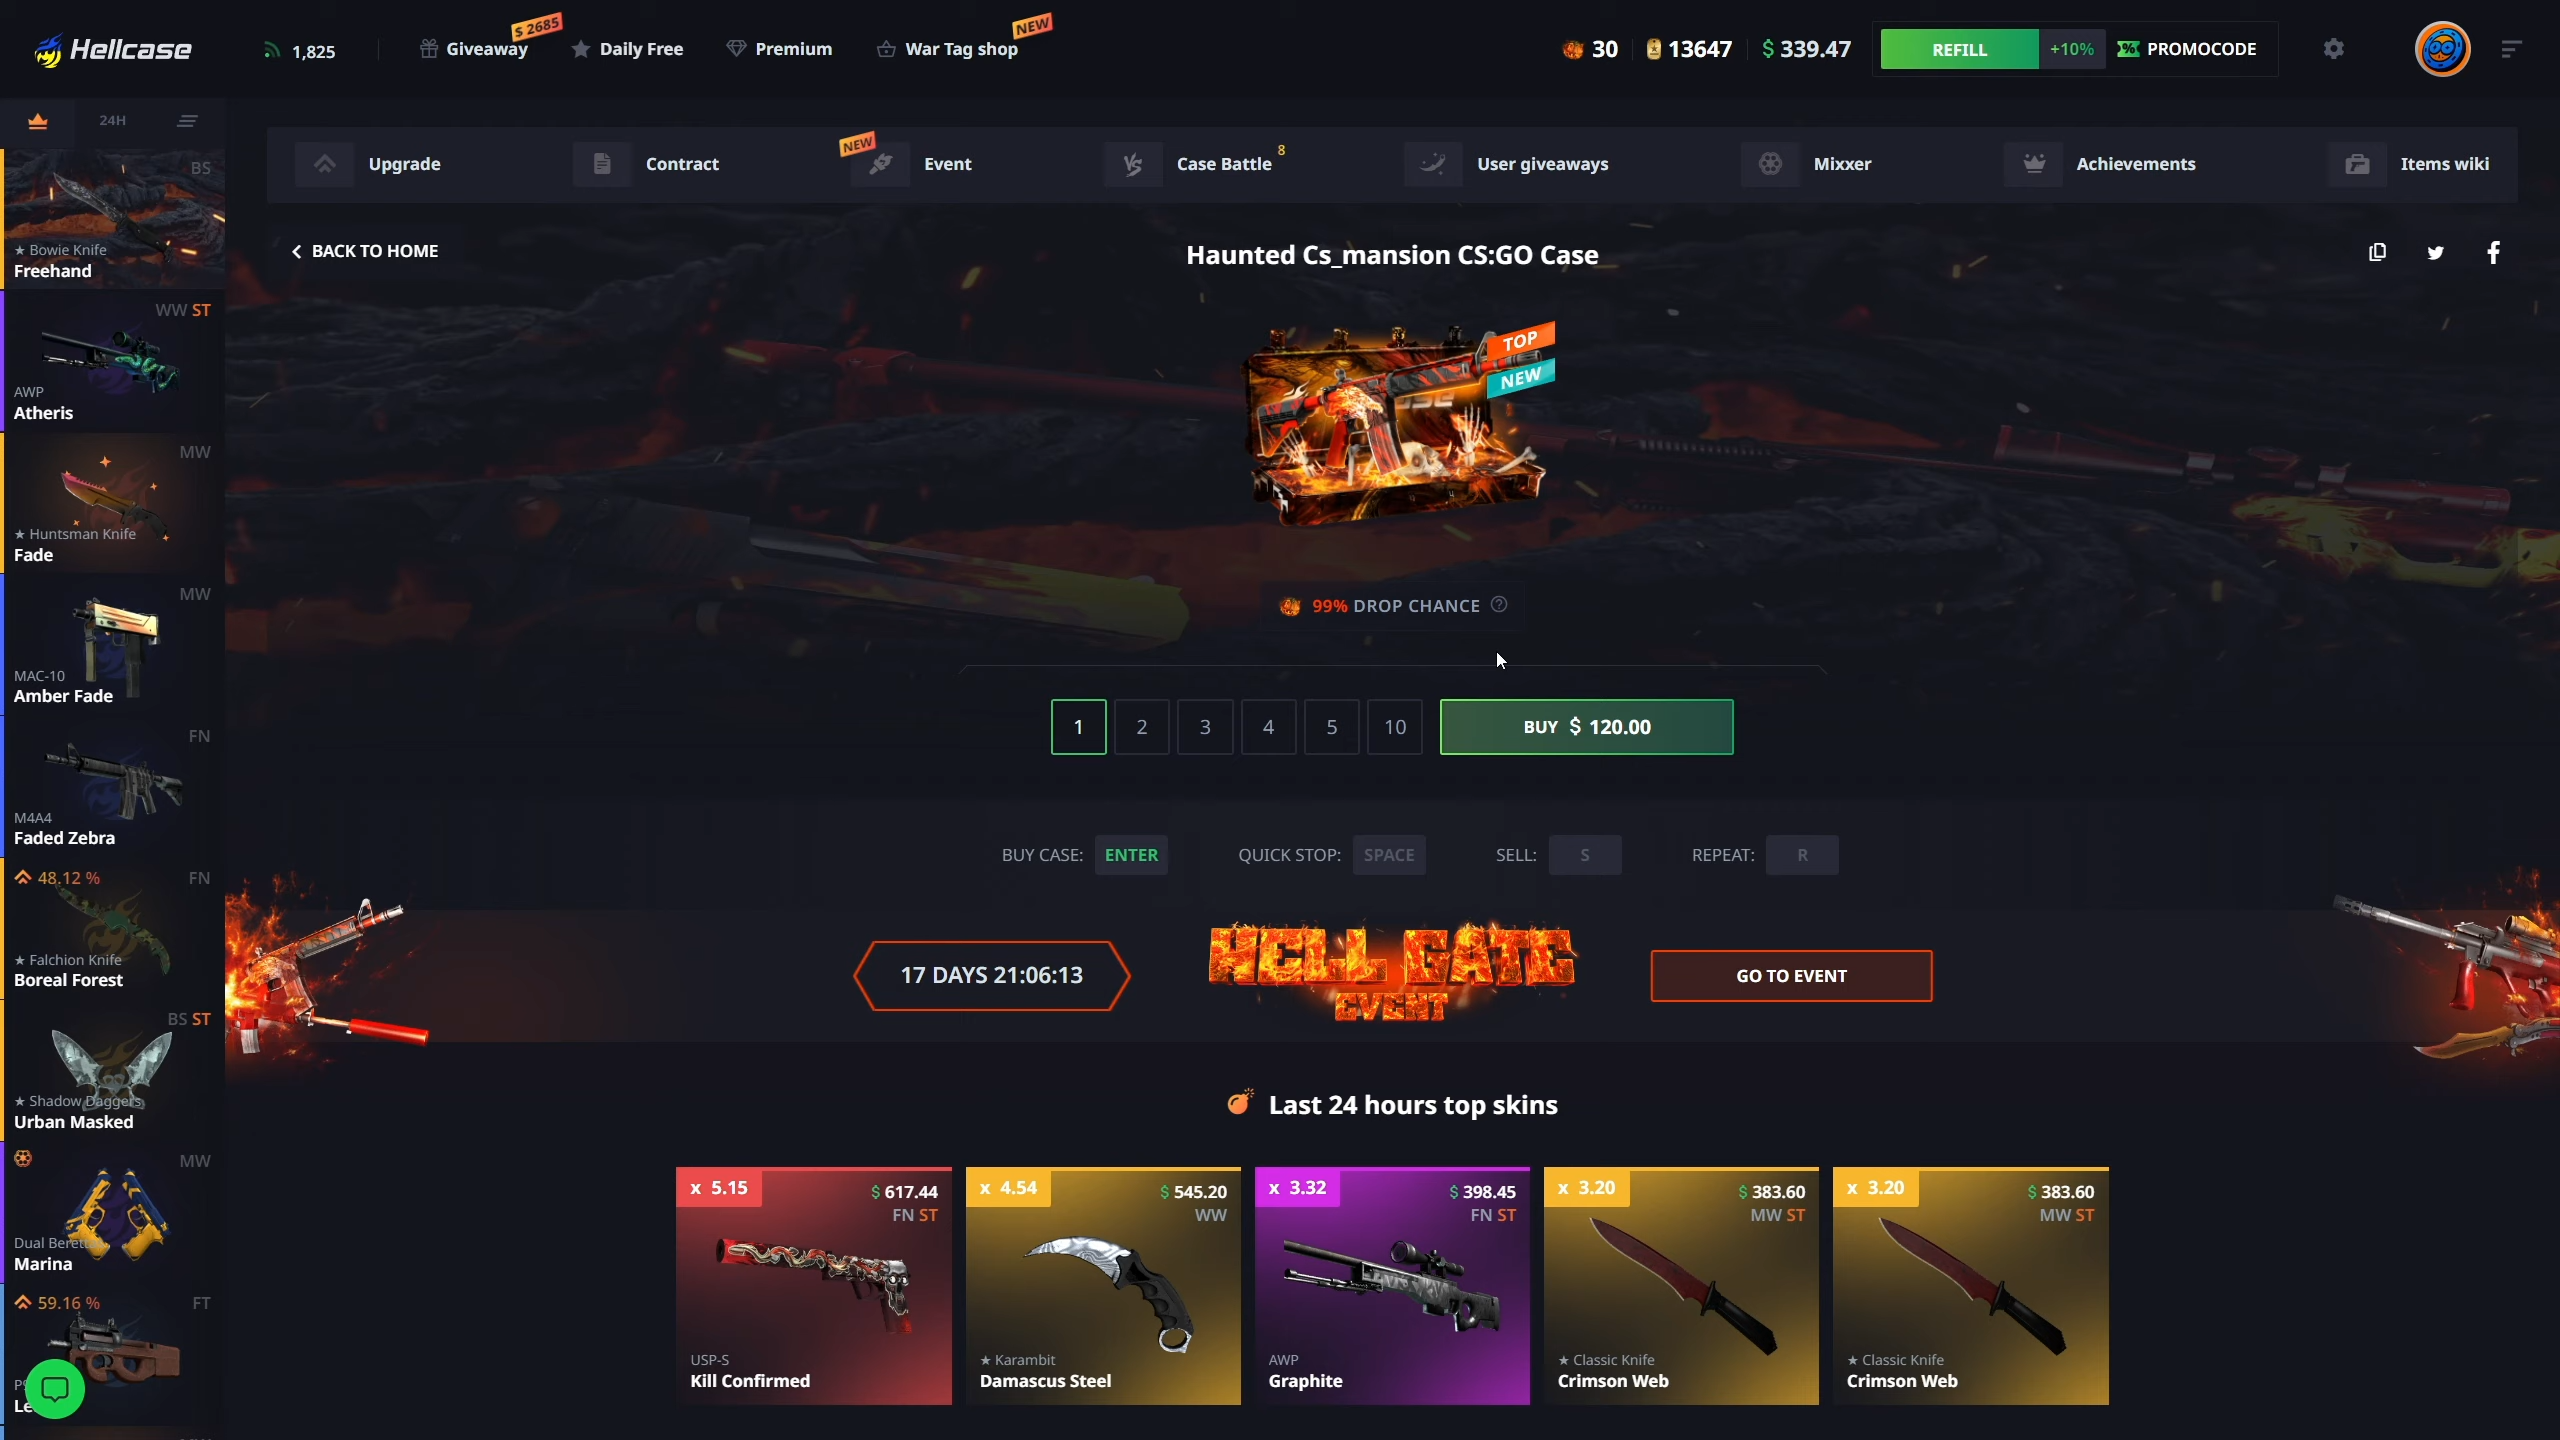 Hellcase
1,825
Giveaway
$ 2685
Daily Free
Premium
War Tag shop
NEW
30
13647
$ 339.47
REFILL
+10%
PROMOCODE
24H
Upgrade
Contract
NEW
Event
Case Battle
8
User giveaways
Mixxer
Achievements
Items wiki
BACK TO HOME
Haunted Cs_mansion CS:GO Case
TOP
NEW
99% DROP CHANCE
1
2
3
4
5
10
BUY $ 120.00
BUY CASE: ENTER
QUICK STOP: SPACE
SELL: S
REPEAT: R
17 DAYS 21:06:13
HELL GATE
EVENT
GO TO EVENT
Last 24 hours top skins
x 5.15
$ 617.44
FN ST
USP-S
Kill Confirmed
x 4.54
$ 545.20
WW
★ Karambit
Damascus Steel
x 3.32
$ 398.45
FN ST
AWP
Graphite
x 3.20
$ 383.60
MW ST
★ Classic Knife
Crimson Web
x 3.20
$ 383.60
MW ST
★ Classic Knife
Crimson Web
BS
★ Bowie Knife
Freehand
WW ST
AWP
Atheris
MW
★ Huntsman Knife
Fade
MW
MAC-10
Amber Fade
FN
M4A4
Faded Zebra
48.12 %
FN
★ Falchion Knife
Boreal Forest
BS ST
★ Shadow Daggers
Urban Masked
MW
Dual Berettas
Marina
59.16 %
FT